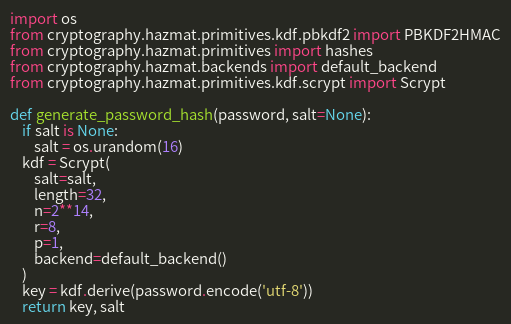 import os
from cryptography.hazmat.primitives.kdf.pbkdf2 import PBKDF2HMAC
from cryptography.hazmat.primitives import hashes
from cryptography.hazmat.backends import default_backend
from cryptography.hazmat.primitives.kdf.scrypt import Scrypt

def generate_password_hash(password, salt=None):
    if salt is None:
        salt = os.urandom(16)
    kdf = Scrypt(
        salt=salt,
        length=32,
        n=2**14,
        r=8,
        p=1,
        backend=default_backend()
    )
    key = kdf.derive(password.encode('utf-8'))
    return key, salt